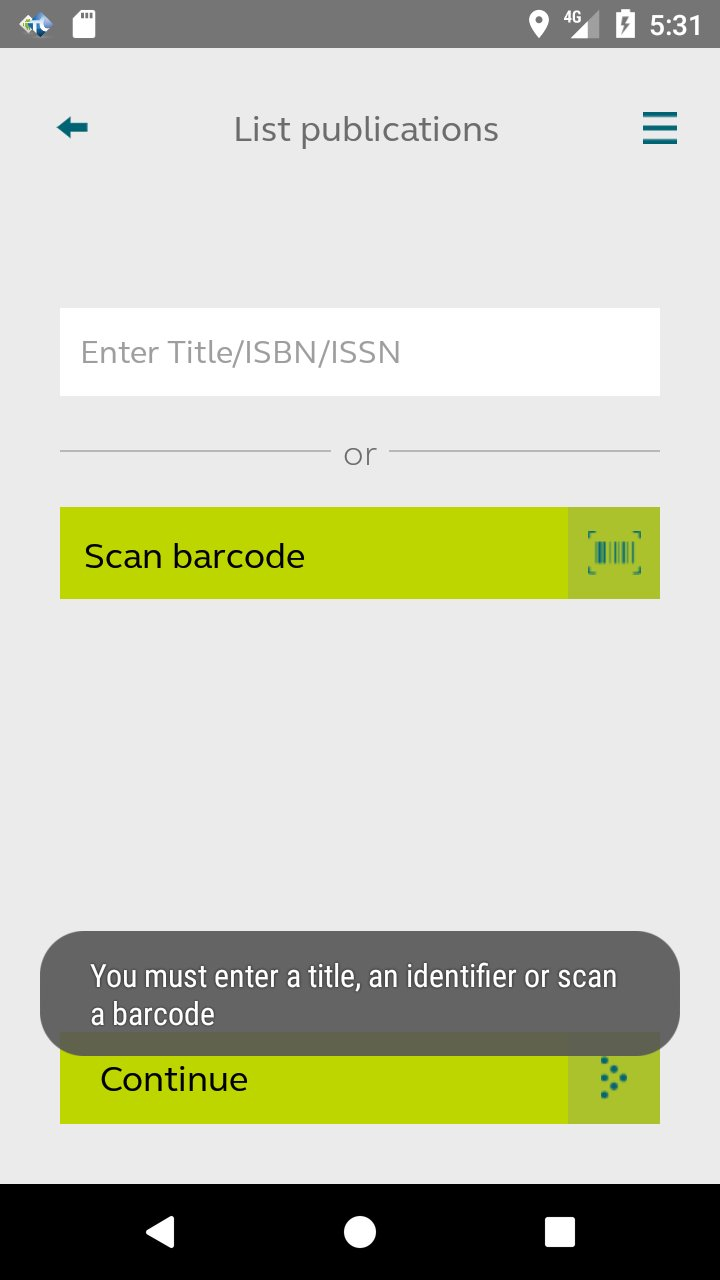 4G 5:31
List publications
Enter Title/ISBN/ISSN
or
Scan barcode
You must enter a title, an identifier or scan
a barcode
Continue